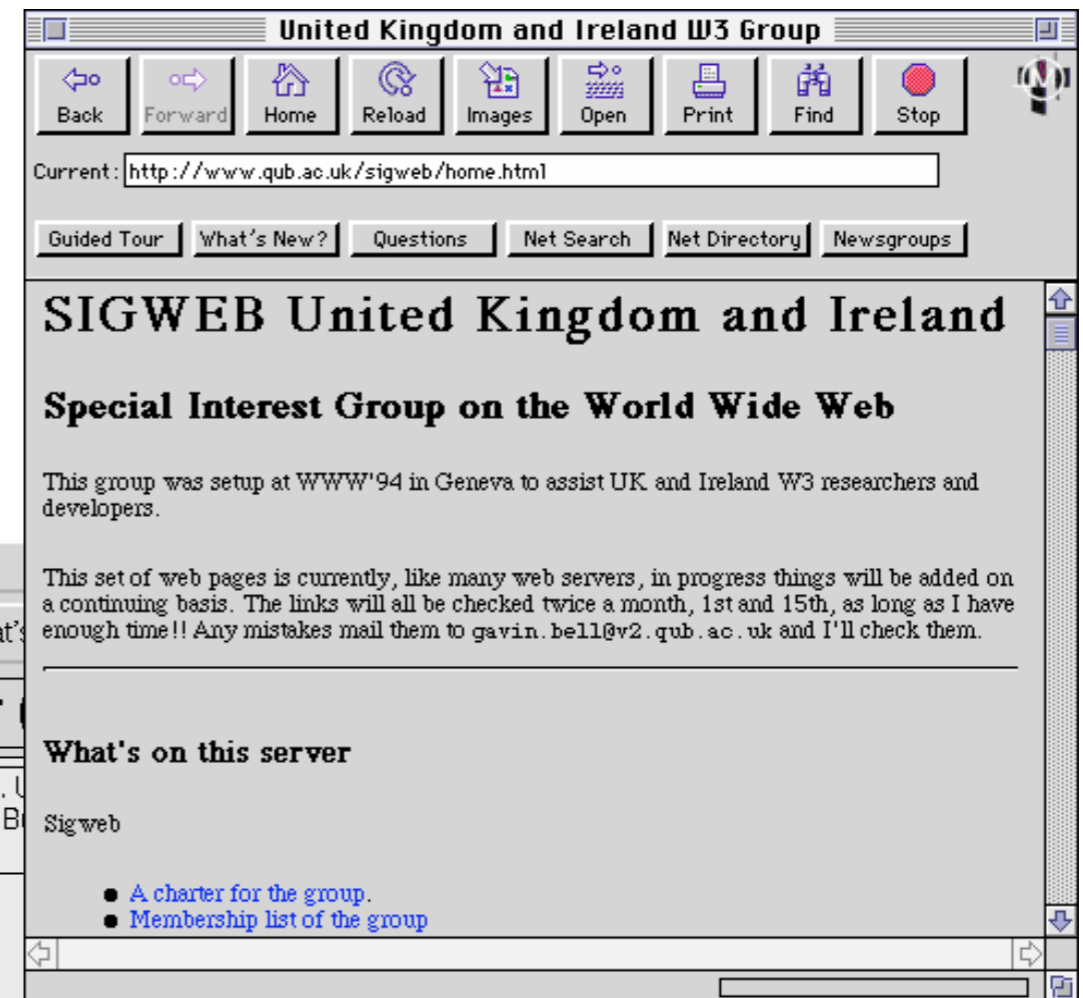 United Kingdom and Ireland W3 Group
Back Forward Home Reload Images Open Print Find Stop
Current: http://www.qub.ac.uk/sigweb/home.html
Guided Tour What's New? Questions Net Search Net Directory Newsgroups
SIGWEB United Kingdom and Ireland
Special Interest Group on the World Wide Web
This group was setup at WWW'94 in Geneva to assist UK and Ireland W3 researchers and
developers.
This set of web pages is currently, like many web servers, in progress things will be added on
a continuing basis. The links will all be checked twice a month, 1st and 15th, as long as I have
enough time!! Any mistakes mail them to gavin.bell@v2.qub.ac.uk and I'll check them.
What's on this server
Sigweb
A charter for the group.
Membership list of the group